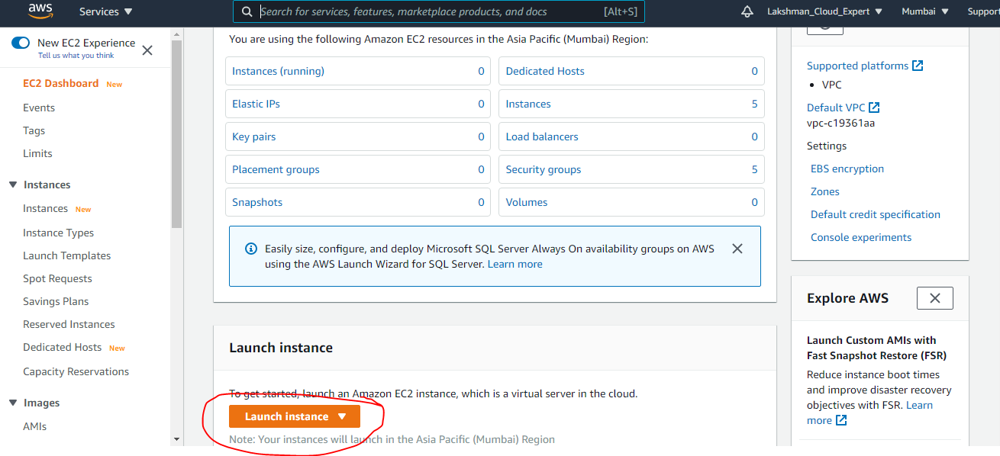 aws
Services
Search for services, features, marketplace products, and docs [Alt+S]
Lakshman_Cloud_Expert
Mumbai
Support
New EC2 Experience
Tell us what you think
EC2 Dashboard New
Events
Tags
Limits
Instances
Instances New
Instance Types
Launch Templates
Spot Requests
Savings Plans
Reserved Instances
Dedicated Hosts New
Capacity Reservations
Images
AMIs
You are using the following Amazon EC2 resources in the Asia Pacific (Mumbai) Region:
Instances (running) 0
Dedicated Hosts 0
Elastic IPs 0
Instances 5
Key pairs 0
Load balancers 0
Placement groups 0
Security groups 5
Snapshots 0
Volumes 0
Easily size, configure, and deploy Microsoft SQL Server Always On availability groups on AWS
using the AWS Launch Wizard for SQL Server. Learn more
Launch instance
To get started, launch an Amazon EC2 instance, which is a virtual server in the cloud.
Launch instance
Note: Your instances will launch in the Asia Pacific (Mumbai) Region
Supported platforms
VPC
Default VPC
vpc-c19361aa
Settings
EBS encryption
Zones
Default credit specification
Console experiments
Explore AWS
Launch Custom AMIs with
Fast Snapshot Restore (FSR)
Reduce instance boot times
and improve disaster recovery
objectives with FSR. Learn
more